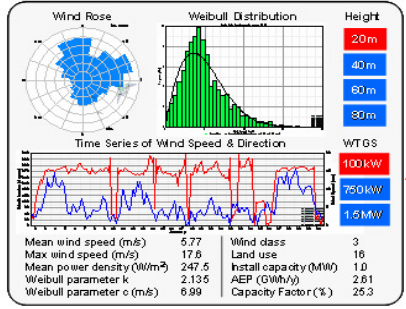 Wind Rose
Weibull Distribution
Height
20m
40m
60m
80m
Time Series of Wind Speed & Direction
WTGS
100kW
750kW
1.5MW
Mean wind speed (m/s) 5.77 Wind class 3
Max wind speed (m/s) 17.6 Land use 16
Mean power density (W/m²) 247.5 Install capacity (MW) 1.0
Weibull parameter k 2.135 AEP (GWh/y) 2.61
Weibull parameter c (m/s) 6.99 Capacity Factor (%) 25.3